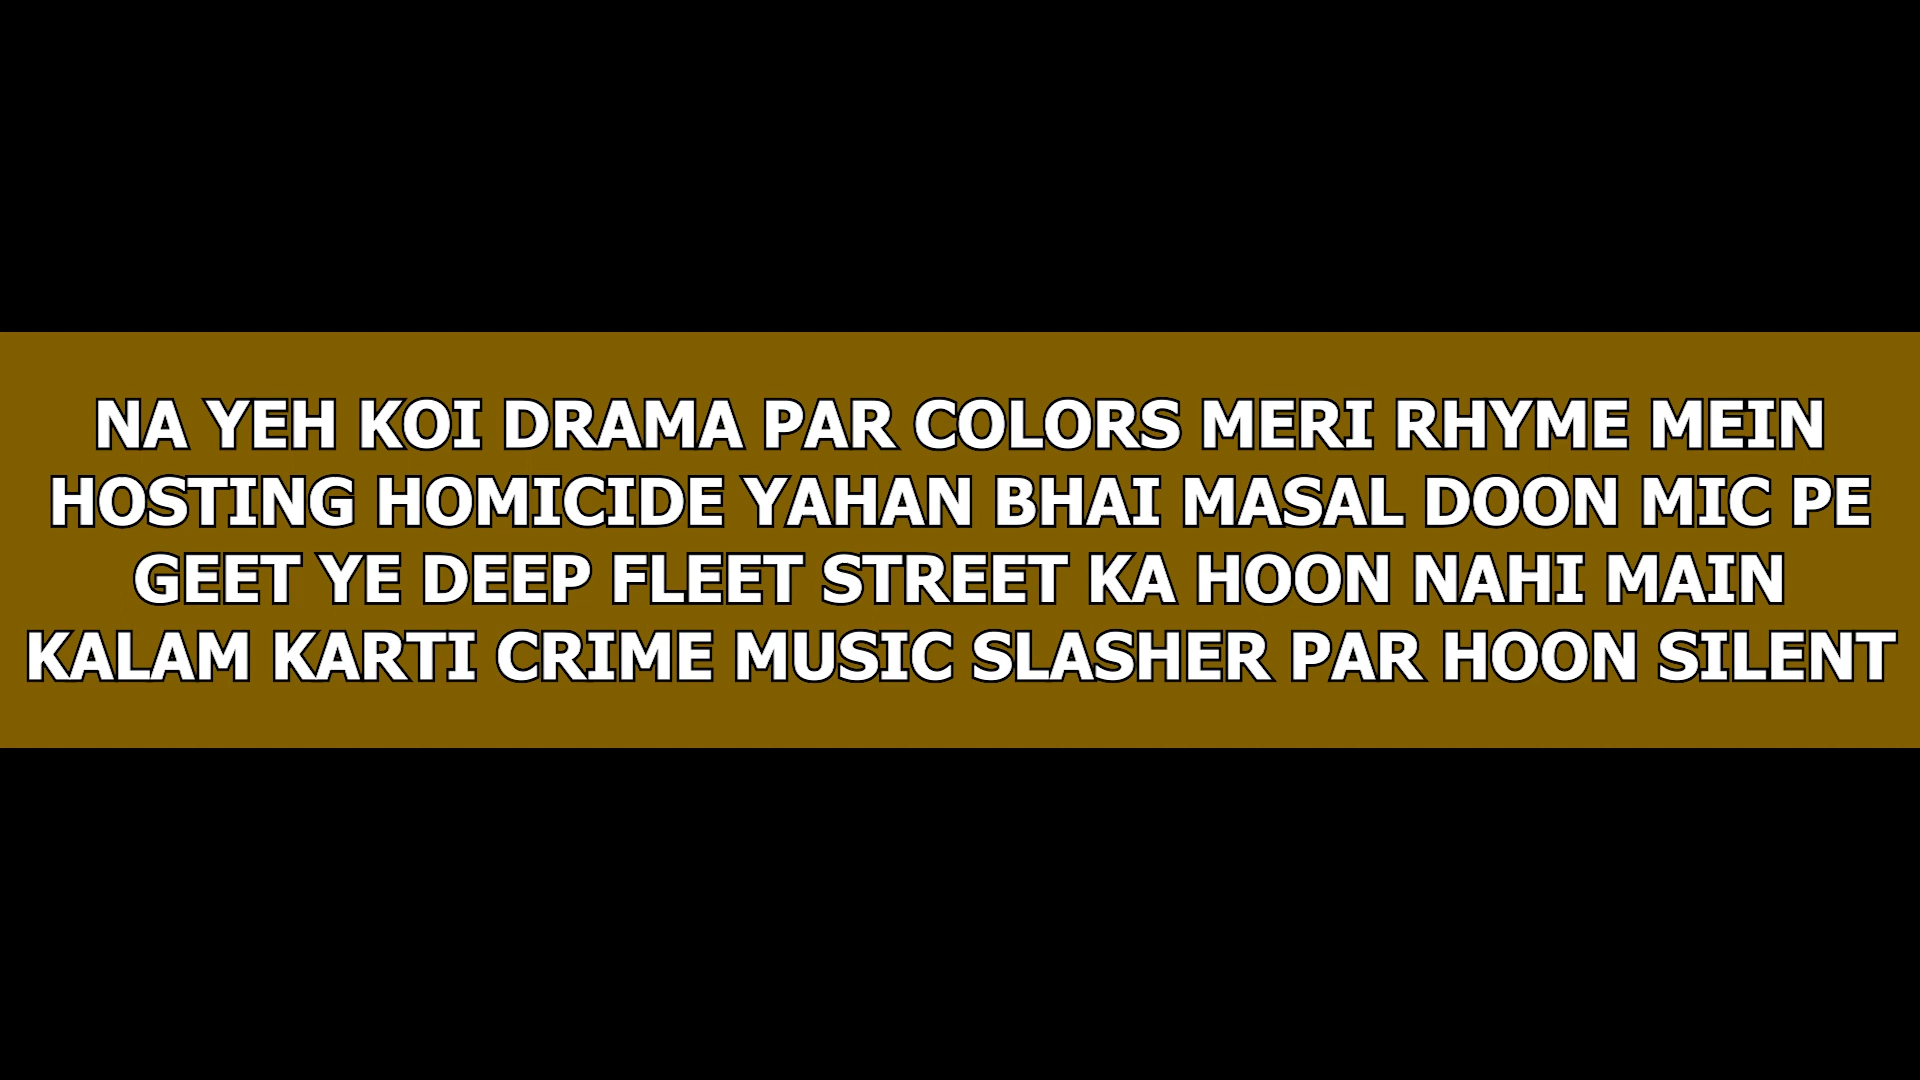 NA YEH KOI DRAMA PAR COLORS MERI RHYME MEIN
HOSTING HOMICIDE YAHAN BHAI MASAL DOON MIC PE
GEET YE DEEP FLEET STREET KA HOON NAHI MAIN
KALAM KARTI CRIME MUSIC SLASHER PAR HOON SILENT